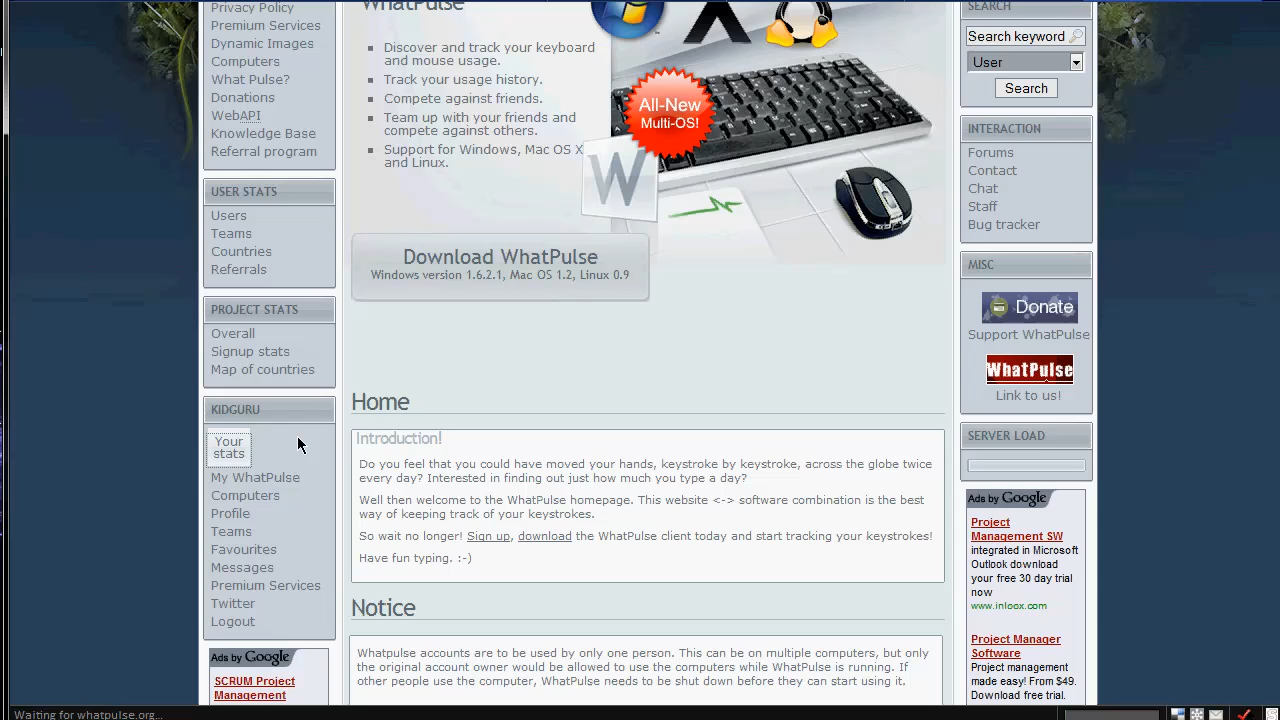 Privacy Policy
Premium Services
Dynamic Images
Computers
What Pulse?
Donations
WebAPI
Knowledge Base
Referral program
USER STATS
Users
Teams
Countries
Referrals
PROJECT STATS
Overall
Signup stats
Map of countries
KIDGURU
Your
stats
My WhatPulse
Computers
Profile
Teams
Favourites
Messages
Premium Services
Twitter
Logout
Ads by Google
SCRUM Project
Management
WhatPulse
Discover and track your keyboard
and mouse usage.
Track your usage history.
Compete against friends.
Team up with your friends and
compete against others.
Support for Windows, Mac OS X
and Linux.
All-New
Multi-OS!
W
Download WhatPulse
Windows version 1.6.2.1, Mac OS 1.2, Linux 0.9
Home
Introduction!
Do you feel that you could have moved your hands, keystroke by keystroke, across the globe twice
every day? Interested in finding out just how much you type a day?
Well then welcome to the WhatPulse homepage. This website <-> software combination is the best
way of keeping track of your keystrokes.
So wait no longer! Sign up, download the WhatPulse client today and start tracking your keystrokes!
Have fun typing. :-)
Notice
Whatpulse accounts are to be used by only one person. This can be on multiple computers, but only
the original account owner would be allowed to use the computers while WhatPulse is running. If
other people use the computer, WhatPulse needs to be shut down before they can start using it.
SEARCH
Search keyword
User
Search
INTERACTION
Forums
Contact
Chat
Staff
Bug tracker
MISC
Donate
Support WhatPulse
WhatPulse
Link to us!
SERVER LOAD
Ads by Google
Project
Management SW
integrated in Microsoft
Outlook download
your free 30 day trial
now
www.inloox.com
Project Manager
Software
Project management
made easy! From $49.
Download free trial.
Waiting for whatpulse.org...